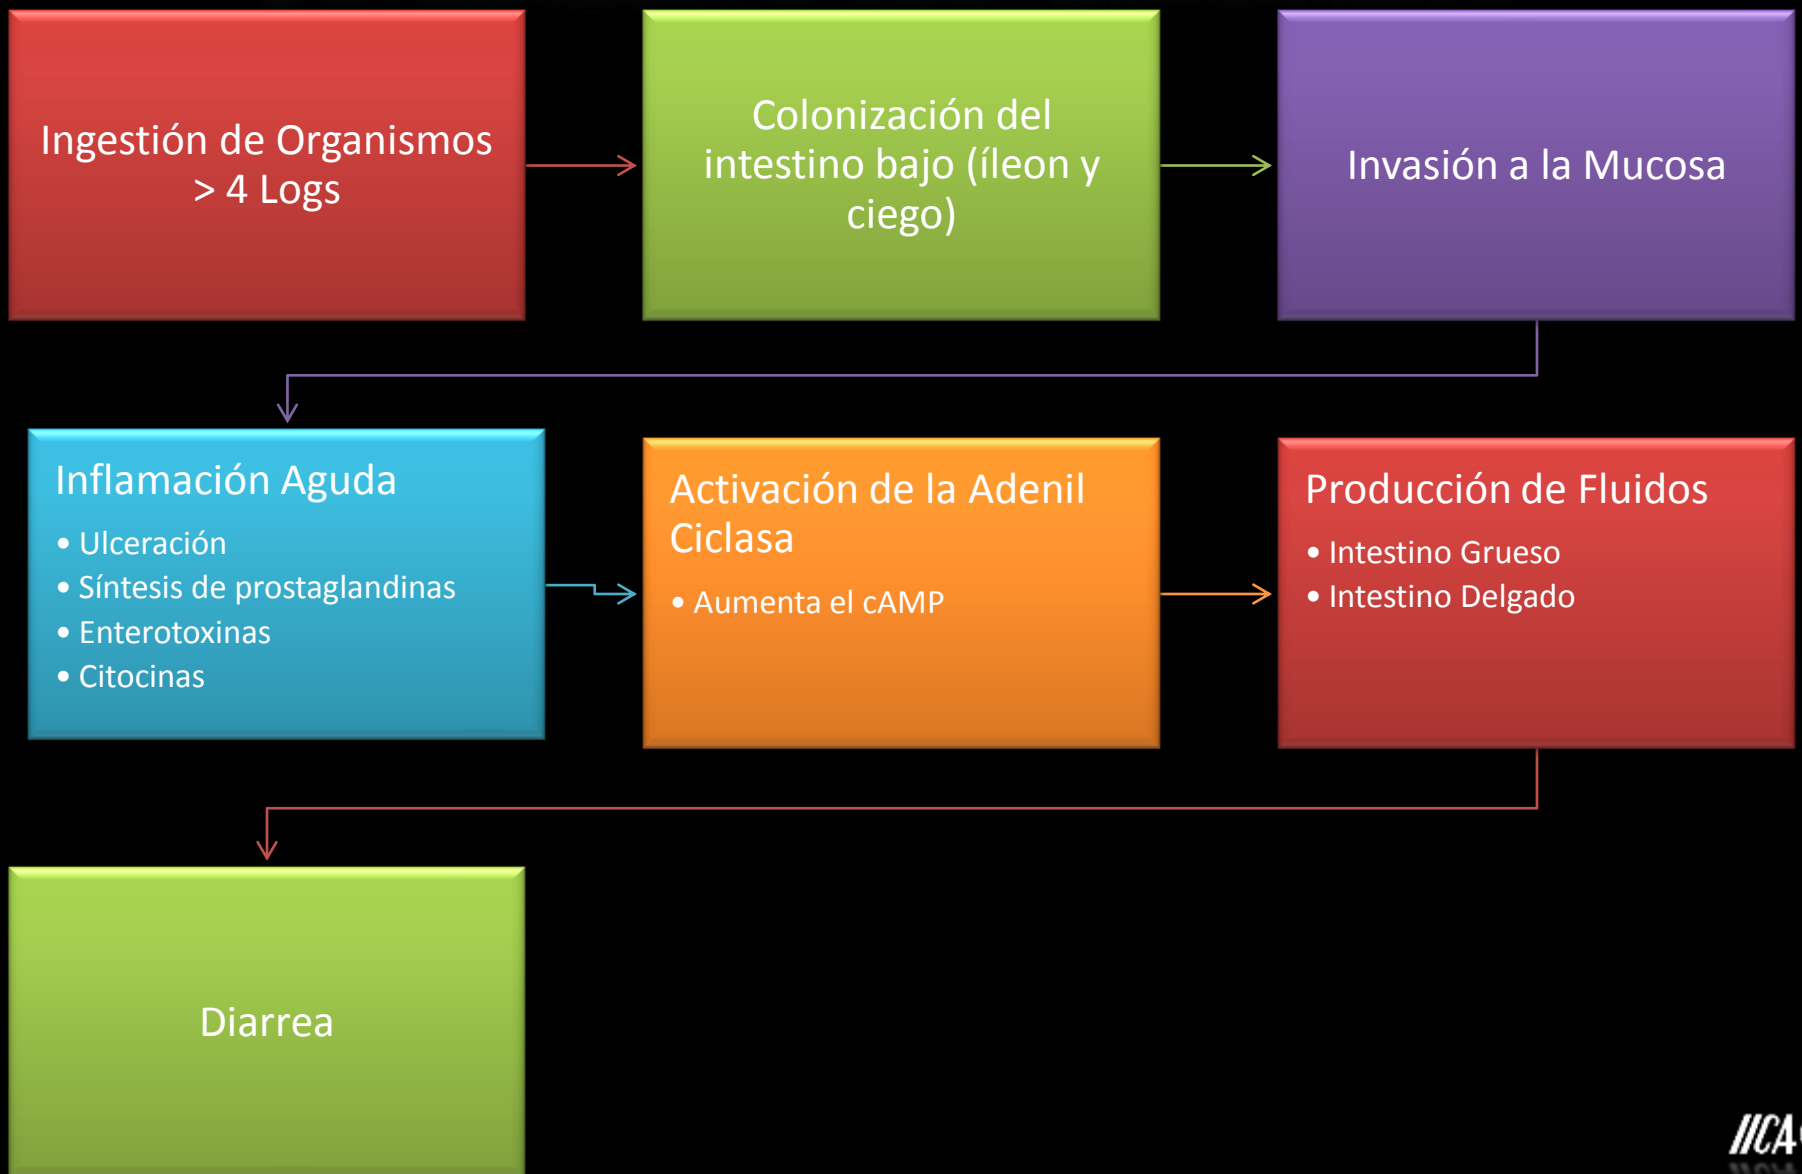 Ingestión de Organismos
> 4 Logs
Colonización del
intestino bajo (íleon y
ciego)
Invasión a la Mucosa
Inflamación Aguda
• Ulceración
• Síntesis de prostaglandinas
• Enterotoxinas
• Citocinas
Activación de la Adenil
Ciclasa
• Aumenta el cAMP
Producción de Fluidos
• Intestino Grueso
• Intestino Delgado
Diarrea
IICA